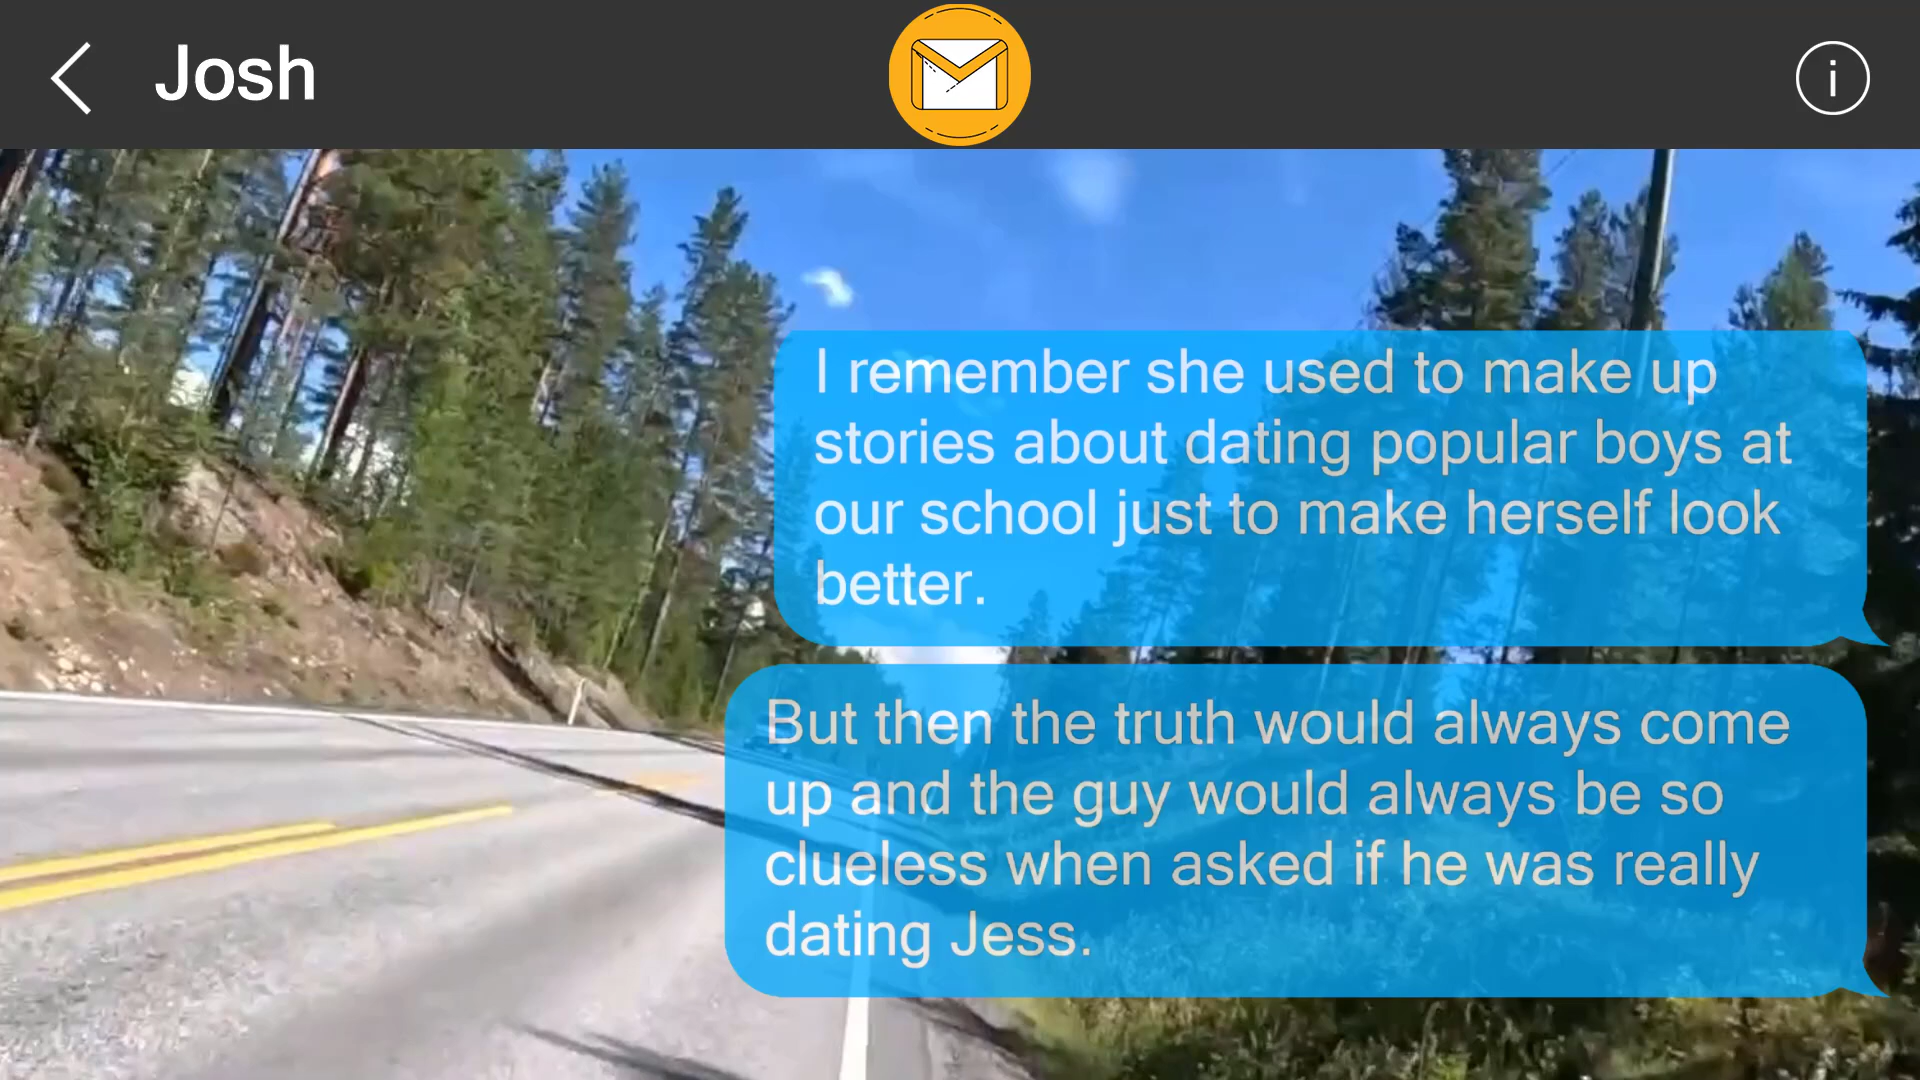 Josh
i
I remember she used to make up
stories about dating popular boys at
our school just to make herself look
better.
But then the truth would always come
up and the guy would always be so
clueless when asked if he was really
dating Jess.